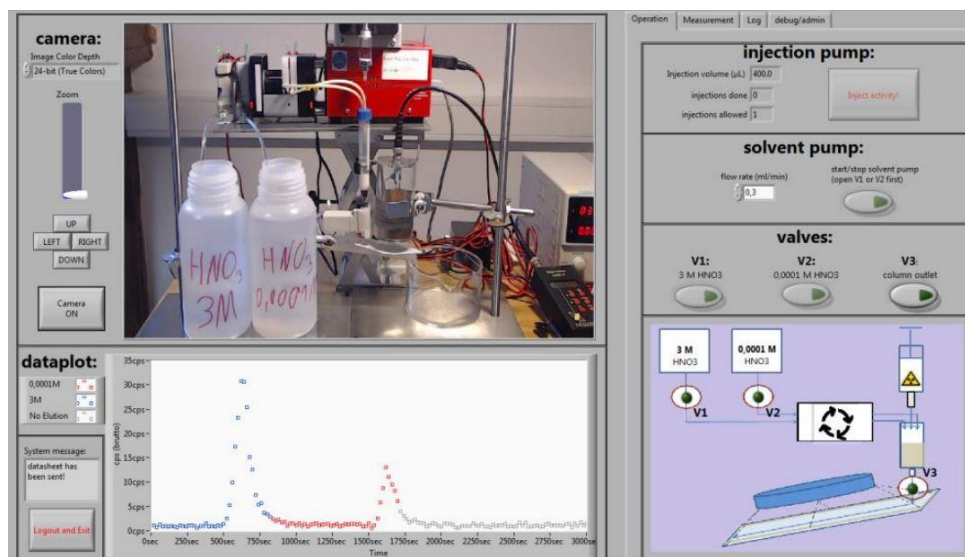 camera:
Image Color Depth
24-bit (True Colors)
Zoom
UP
LEFT RIGHT
DOWN
Camera
ON
HNO3
3M
HNO3
0,0001M
dataplot:
0,0001M
3M
No Elution
System message:
datasheet has
been sent!
Logout and Exit
35cps
30cps
25cps
20cps
15cps
10cps
5cps
0cps
cps (brutto)
0sec 250sec 500sec 750sec 1000sec 1250sec 1500sec 1750sec 2000sec 2250sec 2500sec 2750sec 3000sec
Time
Operation Measurement Log debug/admin
injection pump:
Injection volume (µL) 400.0
injections done 0
injections allowed 1
Inject activity!
solvent pump:
flow rate (ml/min)
0,3
start/stop solvent pump
(open V1 or V2 first)
valves:
V1: V2: V3:
3 M HNO3 0,0001 M HNO3 column outlet
3 M
HNO3
0,0001 M
HNO3
V1
V2
V3